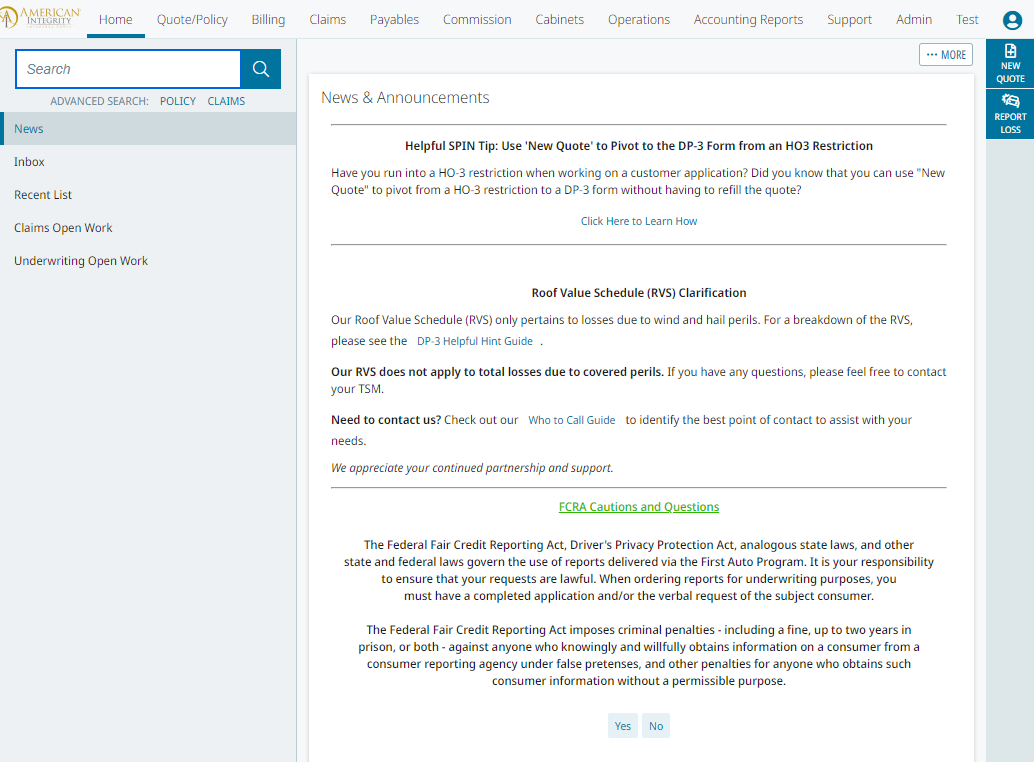 AMERICAN
INTEGRITY
Home
Quote/Policy
Billing
Claims
Payables
Commission
Cabinets
Operations
Accounting Reports
Support
Admin
Test
Search
ADVANCED SEARCH: POLICY CLAIMS
News
Inbox
Recent List
Claims Open Work
Underwriting Open Work
••• MORE
NEW
QUOTE
REPORT
LOSS
News & Announcements
Helpful SPIN Tip: Use 'New Quote' to Pivot to the DP-3 Form from an HO3 Restriction
Have you run into a HO-3 restriction when working on a customer application? Did you know that you can use "New
Quote" to pivot from a HO-3 restriction to a DP-3 form without having to refill the quote?
Click Here to Learn How
Roof Value Schedule (RVS) Clarification
Our Roof Value Schedule (RVS) only pertains to losses due to wind and hail perils. For a breakdown of the RVS,
please see the DP-3 Helpful Hint Guide .
Our RVS does not apply to total losses due to covered perils. If you have any questions, please feel free to contact
your TSM.
Need to contact us? Check out our Who to Call Guide to identify the best point of contact to assist with your
needs.
We appreciate your continued partnership and support.
FCRA Cautions and Questions
The Federal Fair Credit Reporting Act, Driver's Privacy Protection Act, analogous state laws, and other
state and federal laws govern the use of reports delivered via the First Auto Program. It is your responsibility
to ensure that your requests are lawful. When ordering reports for underwriting purposes, you
must have a completed application and/or the verbal request of the subject consumer.
The Federal Fair Credit Reporting Act imposes criminal penalties - including a fine, up to two years in
prison, or both - against anyone who knowingly and willfully obtains information on a consumer from a
consumer reporting agency under false pretenses, and other penalties for anyone who obtains such
consumer information without a permissible purpose.
Yes No